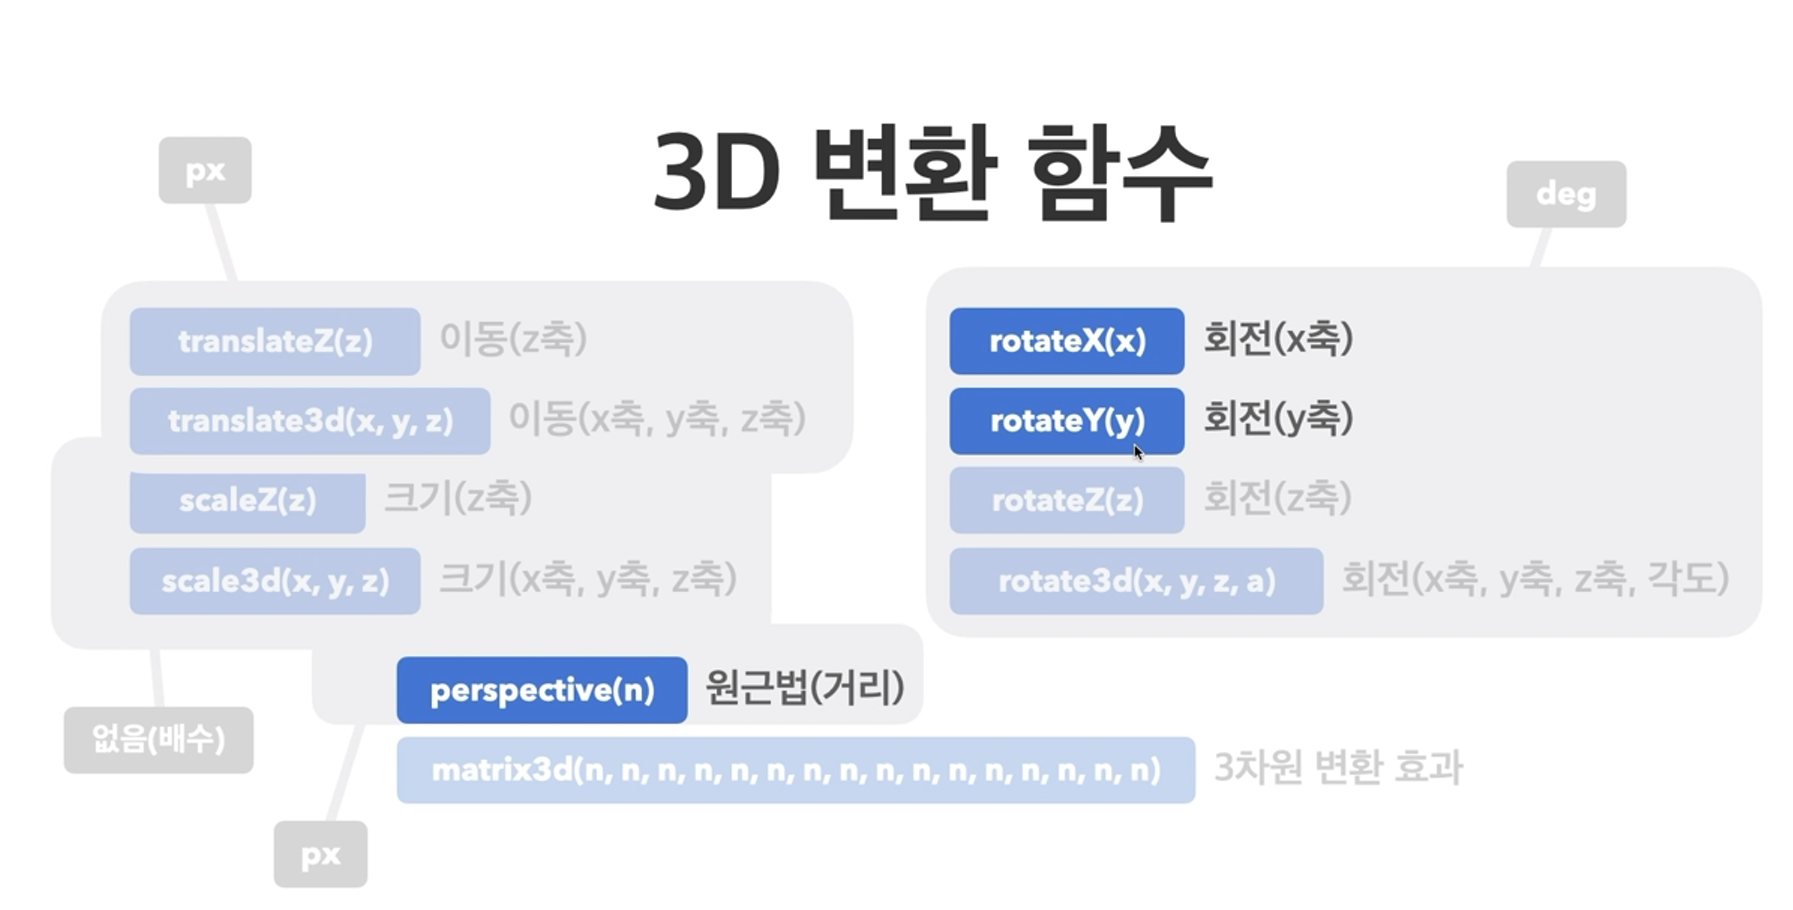 3D 변환 함수
px
translateZ(z) 이동(z축)
translate3d(x, y, z) 이동(x축, y축, z축)
scaleZ(z) 크기(z축)
scale3d(x, y, z) 크기(x축, y축, z축)
없음(배수)
deg
rotateX(x) 회전(x축)
rotateY(y) 회전(y축)
rotateZ(z) 회전(z축)
rotate3d(x, y, z, a) 회전(x축, y축, z축, 각도)
perspective(n) 원근법(거리)
px
matrix3d(n, n, n, n, n, n, n, n, n, n, n, n, n, n, n, n) 3차원 변환 효과